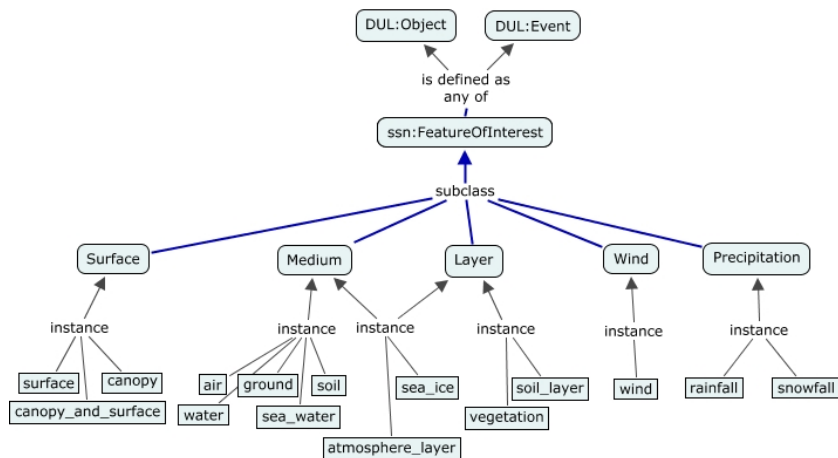 DUL:Object
DUL:Event
is defined as
any of
ssn:FeatureOfInterest
subclass
Surface
Medium
Layer
Wind
Precipitation
instance
instance
instance
instance
instance
instance
surface
canopy
canopy_and_surface
air
ground
soil
water
sea_water
sea_ice
atmosphere_layer
soil_layer
vegetation
wind
rainfall
snowfall